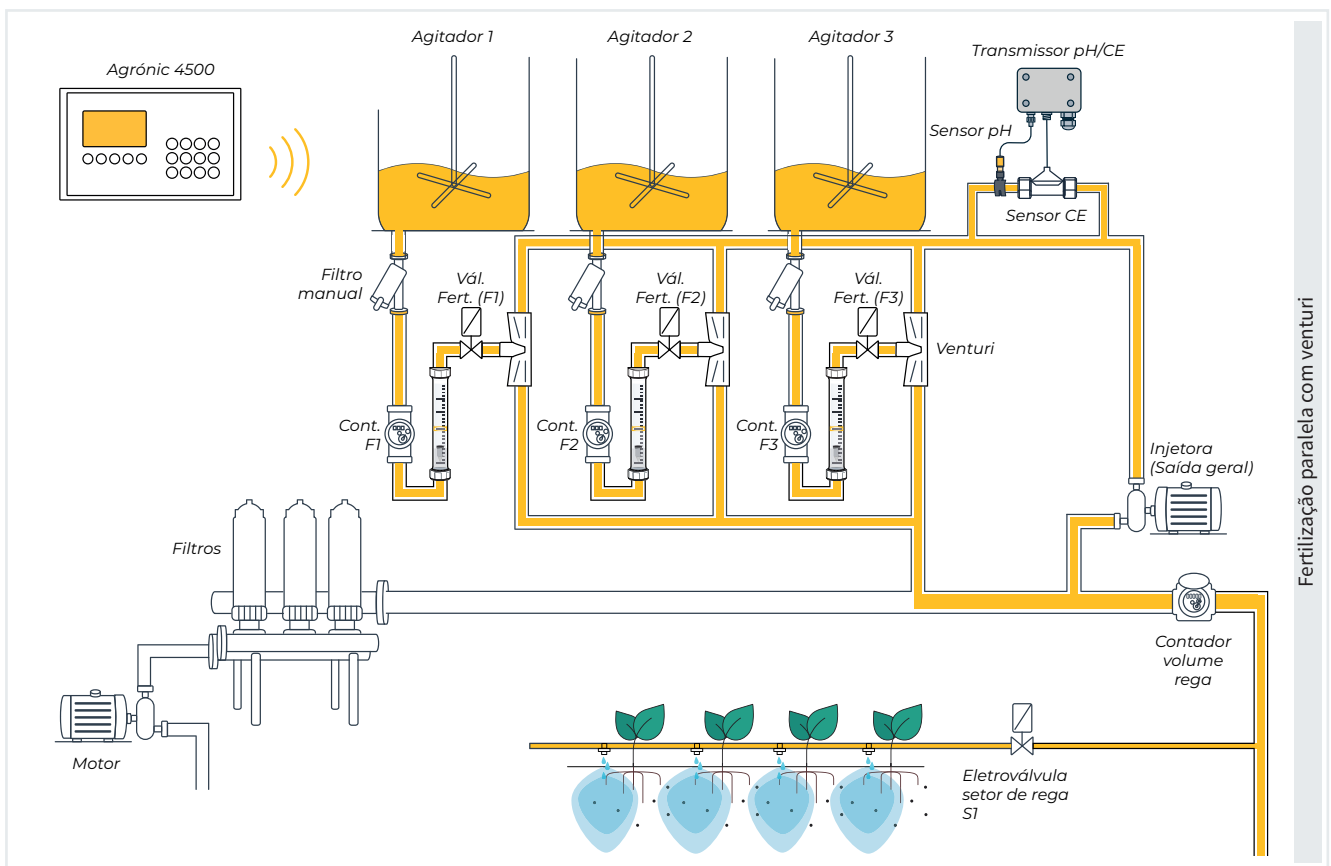 Agitador 1
Agitador 2
Agitador 3
Transmissor pH/CE
Agrónic 4500
Sensor pH
Sensor CE
Filtro
manual
Vál.
Fert. (F1)
Vál.
Fert. (F2)
Vál.
Fert. (F3)
Venturi
Cont.
F1
Cont.
F2
Cont.
F3
Injetora
(Saída geral)
Fertilização paralela com venturi
Filtros
Contador
volume
rega
Motor
Eletroválvula
setor de rega
S1